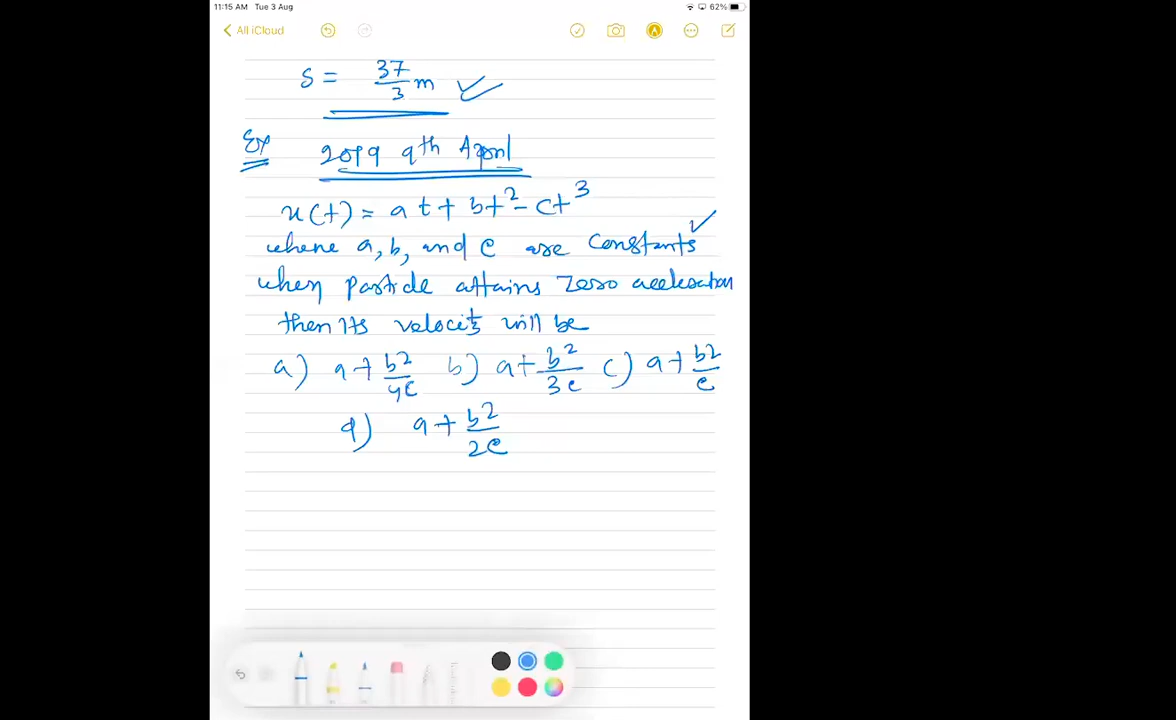 11:15 AM Tue 3 Aug 62%
All iCloud
S = 37/3 m
Ex 2019 9th April
x(t) = at + bt² - ct³
where a, b, and c are constants
when particle attains zero acceleration
then its velocity will be
a) a + b²/4c b) a + b²/3c c) a + b²/c
d) a + b²/2c